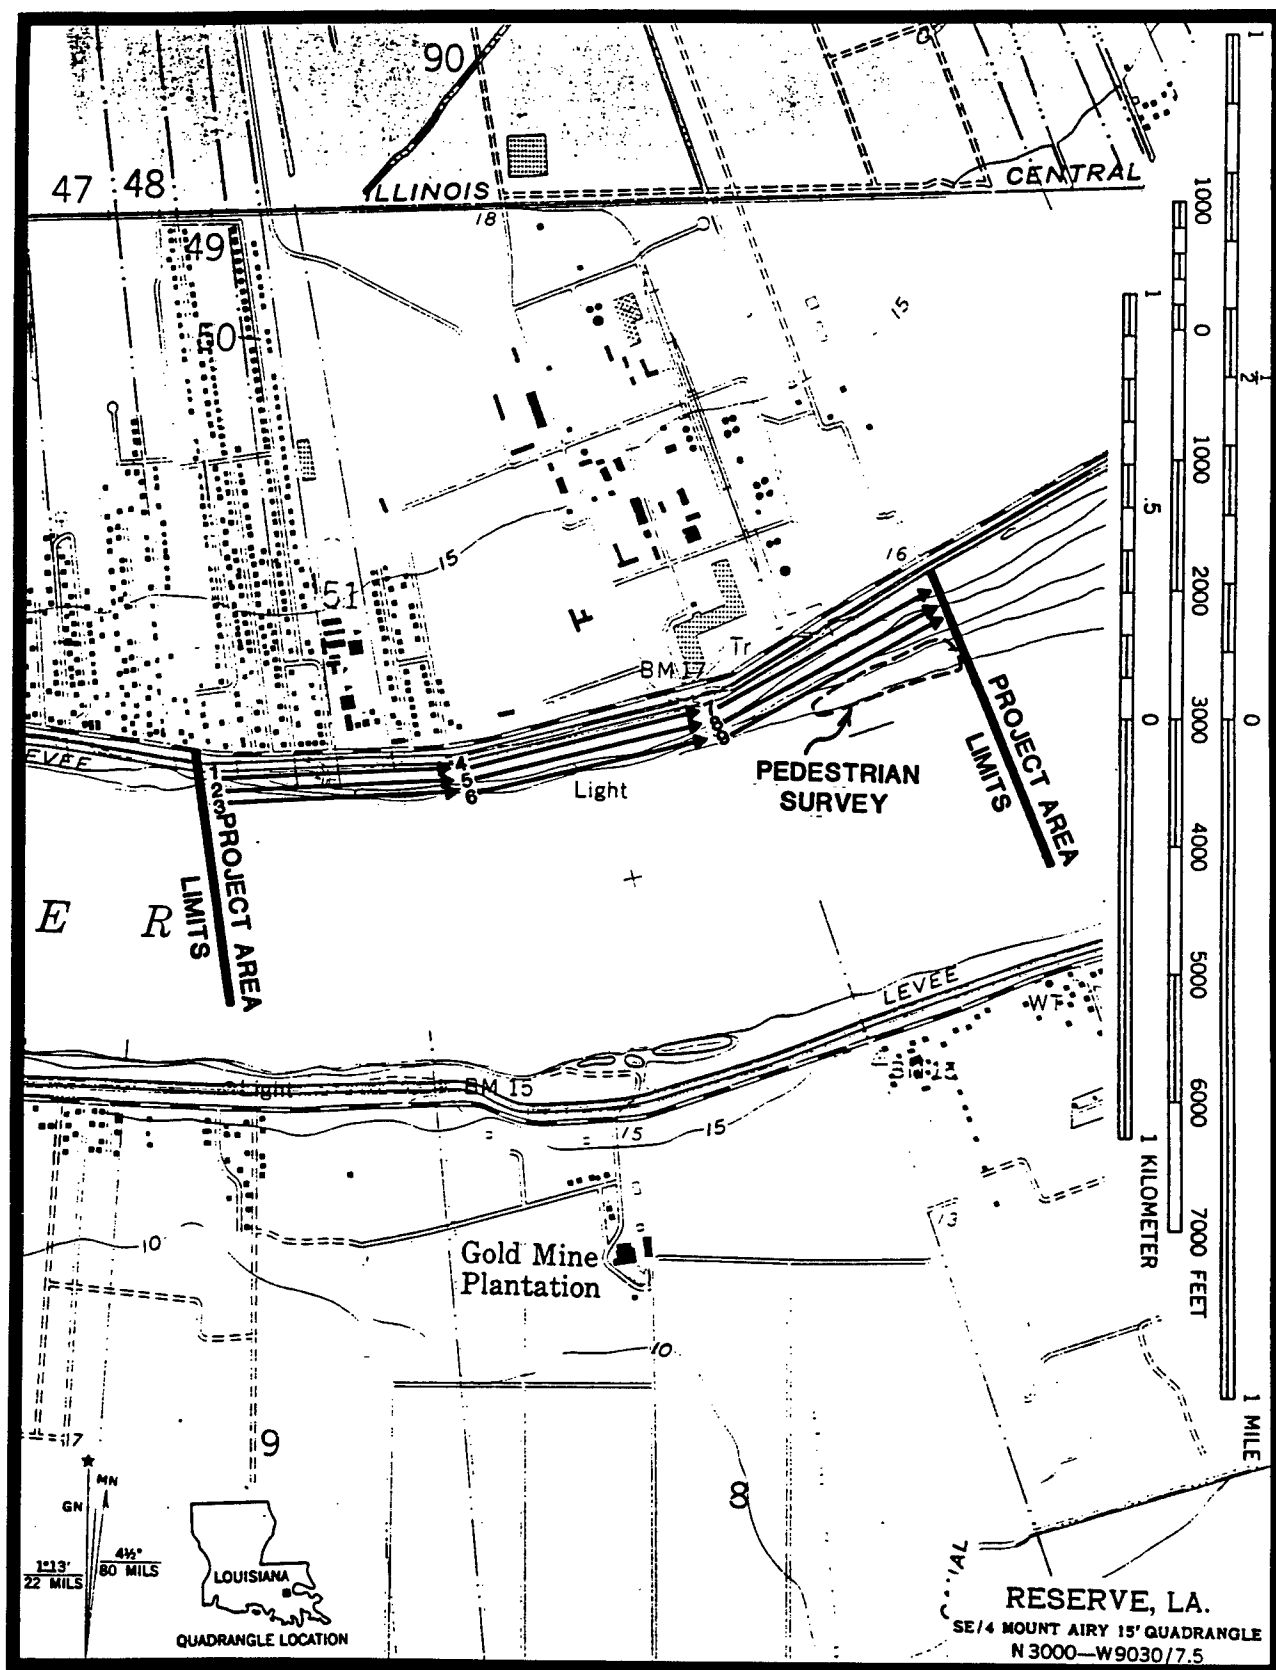 90
47 48
ILLINOIS
CENTRAL
18
49
50
15
15
51
16
Tr
BM 17
LEVEE
1
2
3
4
5
6
7
8
9
Light
PEDESTRIAN
SURVEY
PROJECT AREA
LIMITS
PROJECT AREA
LIMITS
E R
LEVEE
WT
Light
BM 15
15
15
13
10
Gold Mine
Plantation
10
17
9
8
1 .5 0 1 KILOMETER
1000 0 1000 2000 3000 4000 5000 6000 7000 FEET
1 1/2 0 1 MILE
MN
GN
1°13'
22 MILS
4½°
80 MILS
LOUISIANA
QUADRANGLE LOCATION
RESERVE, LA.
SE/4 MOUNT AIRY 15' QUADRANGLE
N 3000—W9030/7.5